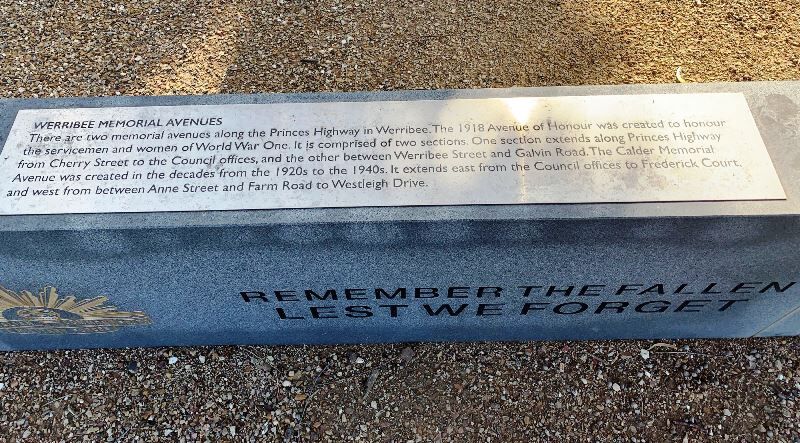 WERRIBEE MEMORIAL AVENUES
There are two memorial avenues along the Princes Highway in Werribee. The 1918 Avenue of Honour was created to honour
the servicemen and women of World War One. It is comprised of two sections. One section extends along Princes Highway
from Cherry Street to the Council offices, and the other between Werribee Street and Galvin Road. The Calder Memorial
Avenue was created in the decades from the 1920s to the 1940s. It extends east from the Council offices to Frederick Court,
and west from between Anne Street and Farm Road to Westleigh Drive.
REMEMBER THE FALLEN
LEST WE FORGET